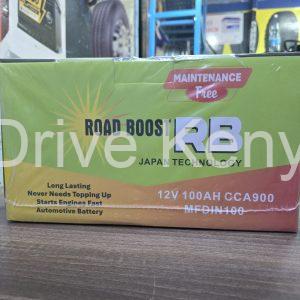 MAINTENANCE
Free
ROAD BOOST RB
JAPAN TECHNOLOGY
Drive Keny
Long Lasting
Never Needs Topping Up
Starts Engines Fast
Automotive Battery
12V 100AH CCA900
MFDIN100